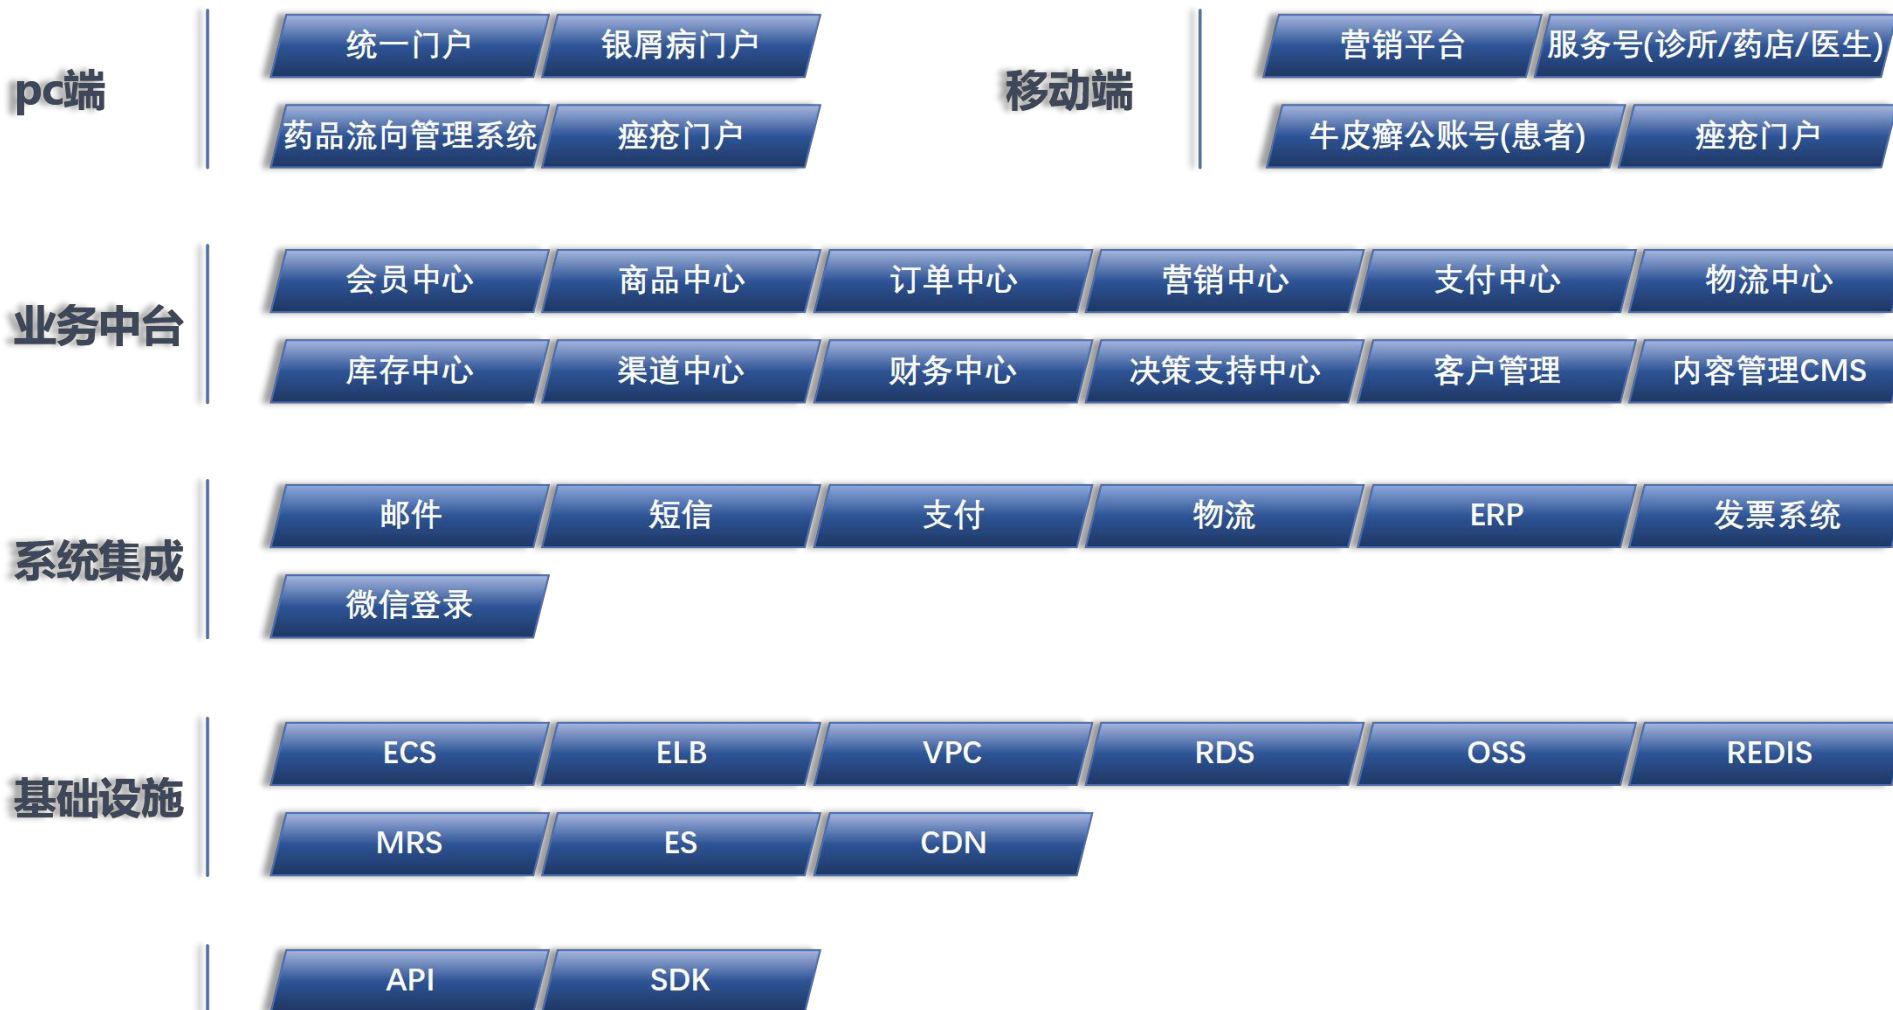 pc端
统一门户
银屑病门户
药品流向管理系统
痤疮门户
移动端
营销平台
服务号(诊所/药店/医生)
牛皮癣公账号(患者)
痤疮门户
业务中台
会员中心
商品中心
订单中心
营销中心
支付中心
物流中心
库存中心
渠道中心
财务中心
决策支持中心
客户管理
内容管理CMS
系统集成
邮件
短信
支付
物流
ERP
发票系统
微信登录
基础设施
ECS
ELB
VPC
RDS
OSS
REDIS
MRS
ES
CDN
API
SDK